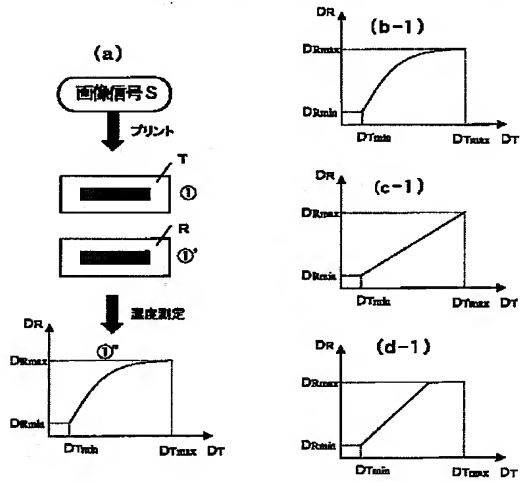 (a)
画像信号 S
プリント
T
①
R
①'
濃度測定
DR
①"
DRmax
DRmin
DTmin
DTmax DT
(b-1)
DR
DRmax
DRmin
DTmin
DTmax DT
(c-1)
DR
DRmax
DRmin
DTmin
DTmax DT
(d-1)
DR
DRmax
DRmin
DTmin
DTmax DT